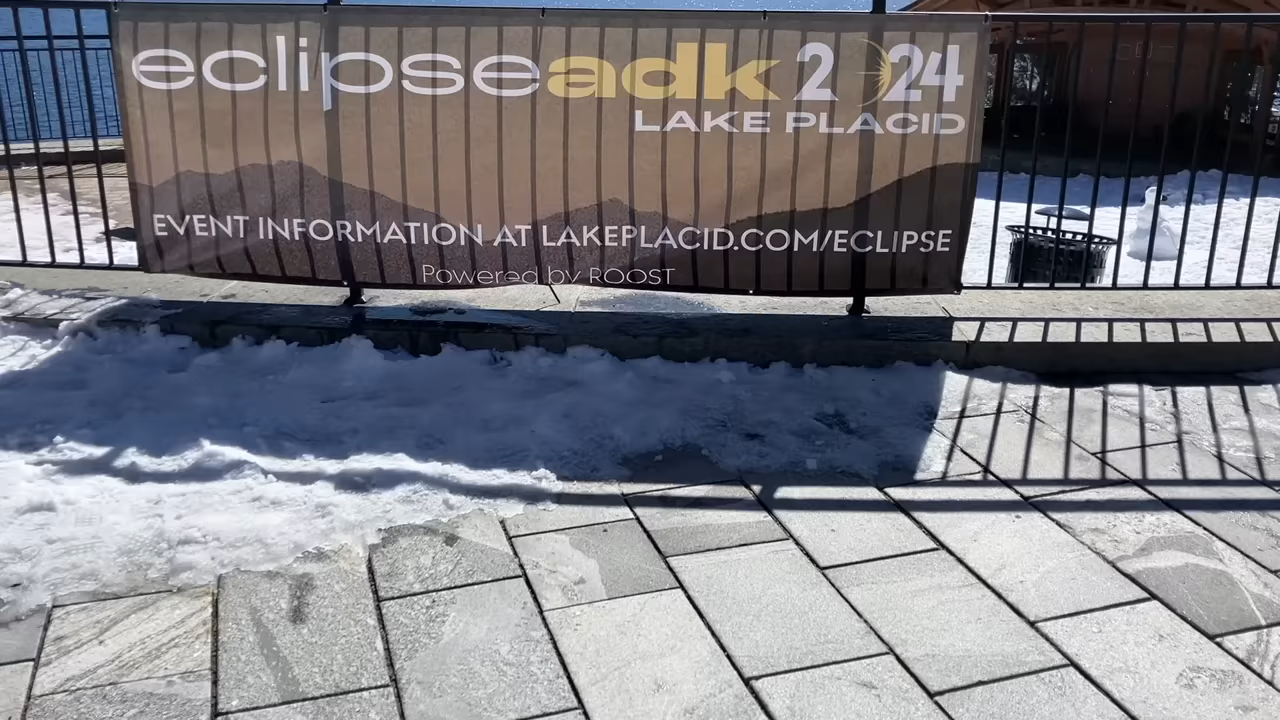 eclipseadk 2024
LAKE PLACID
EVENT INFORMATION AT LAKEPLACID.COM/ECLIPSE
Powered by ROOST